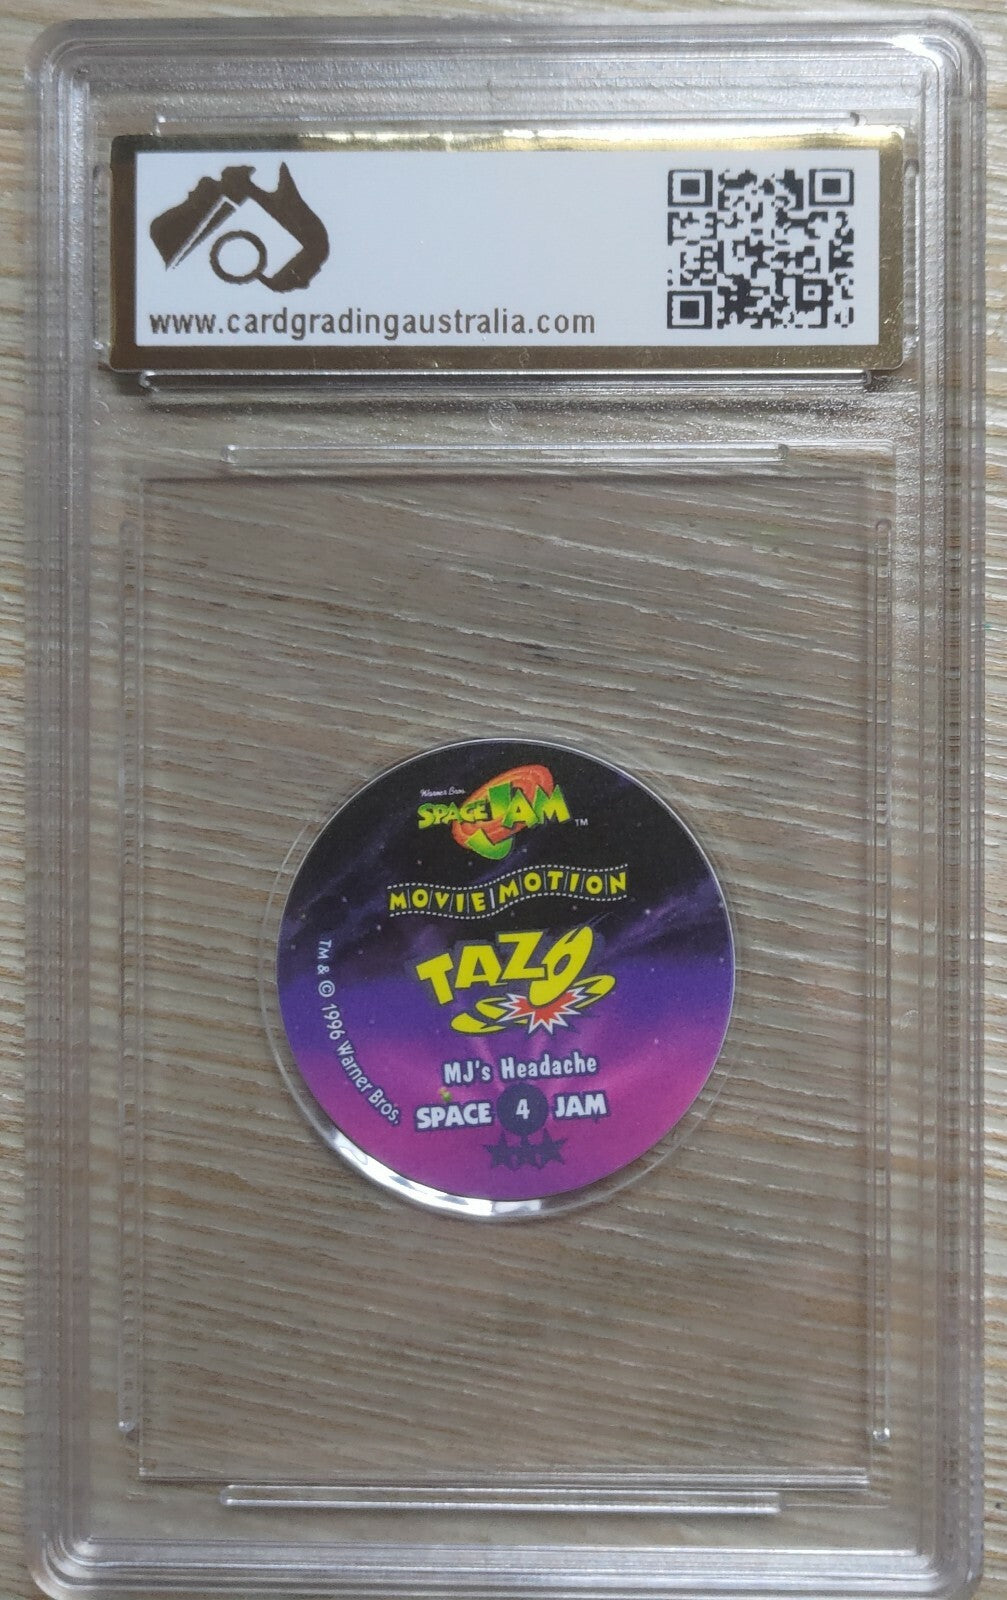 www.cardgradingaustralia.com
Warner Bros.
SPACE JAM ™
MOVIE MOTION
TAZO
MJ's Headache
SPACE 4 JAM
TM & © 1996 Warner Bros.